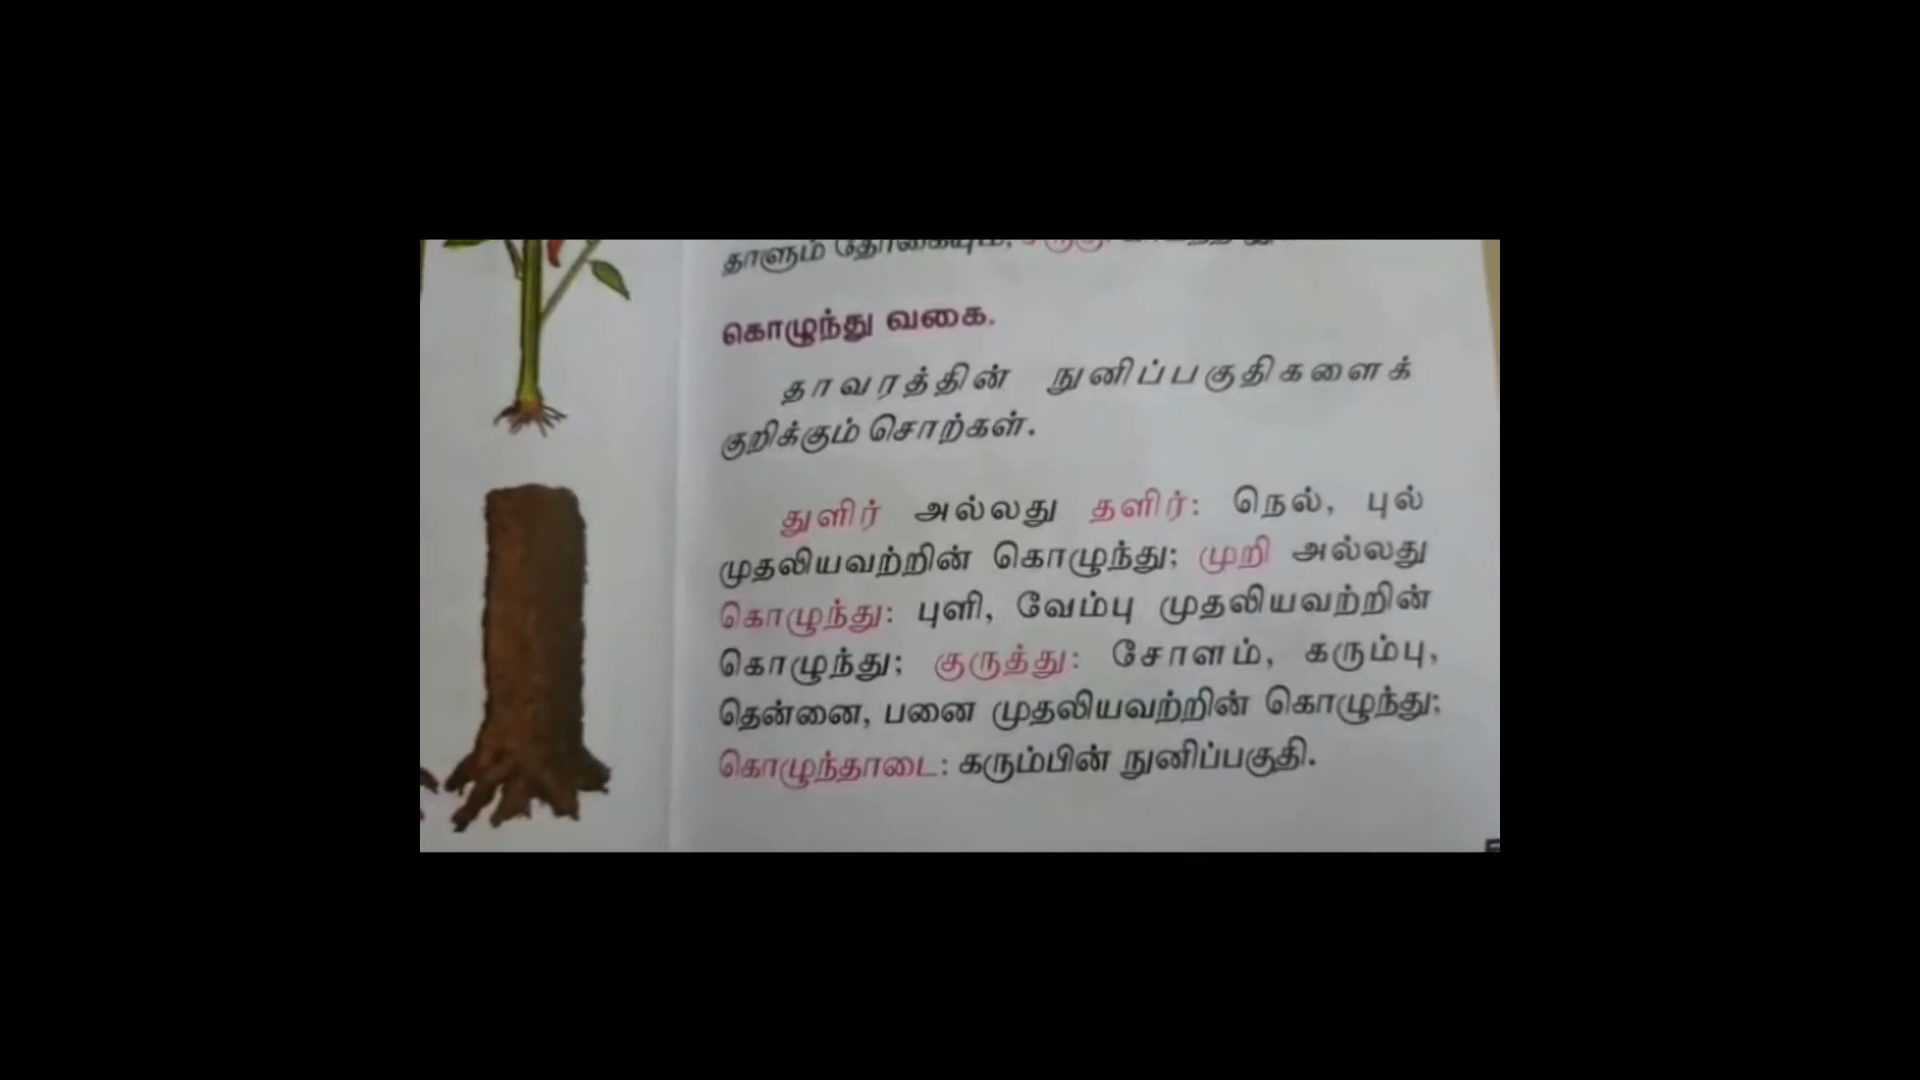 தாளும் தோகையும்,
கொழுந்து வகை.
தாவரத்தின் நுனிப்பகுதிகளைக்
குறிக்கும் சொற்கள்.
துளிர் அல்லது தளிர்: நெல், புல்
முதலியவற்றின் கொழுந்து; முறி அல்லது
கொழுந்து: புளி, வேம்பு முதலியவற்றின்
கொழுந்து; குருத்து: சோளம், கரும்பு,
தென்னை, பனை முதலியவற்றின் கொழுந்து;
கொழுந்தாடை: கரும்பின் நுனிப்பகுதி.